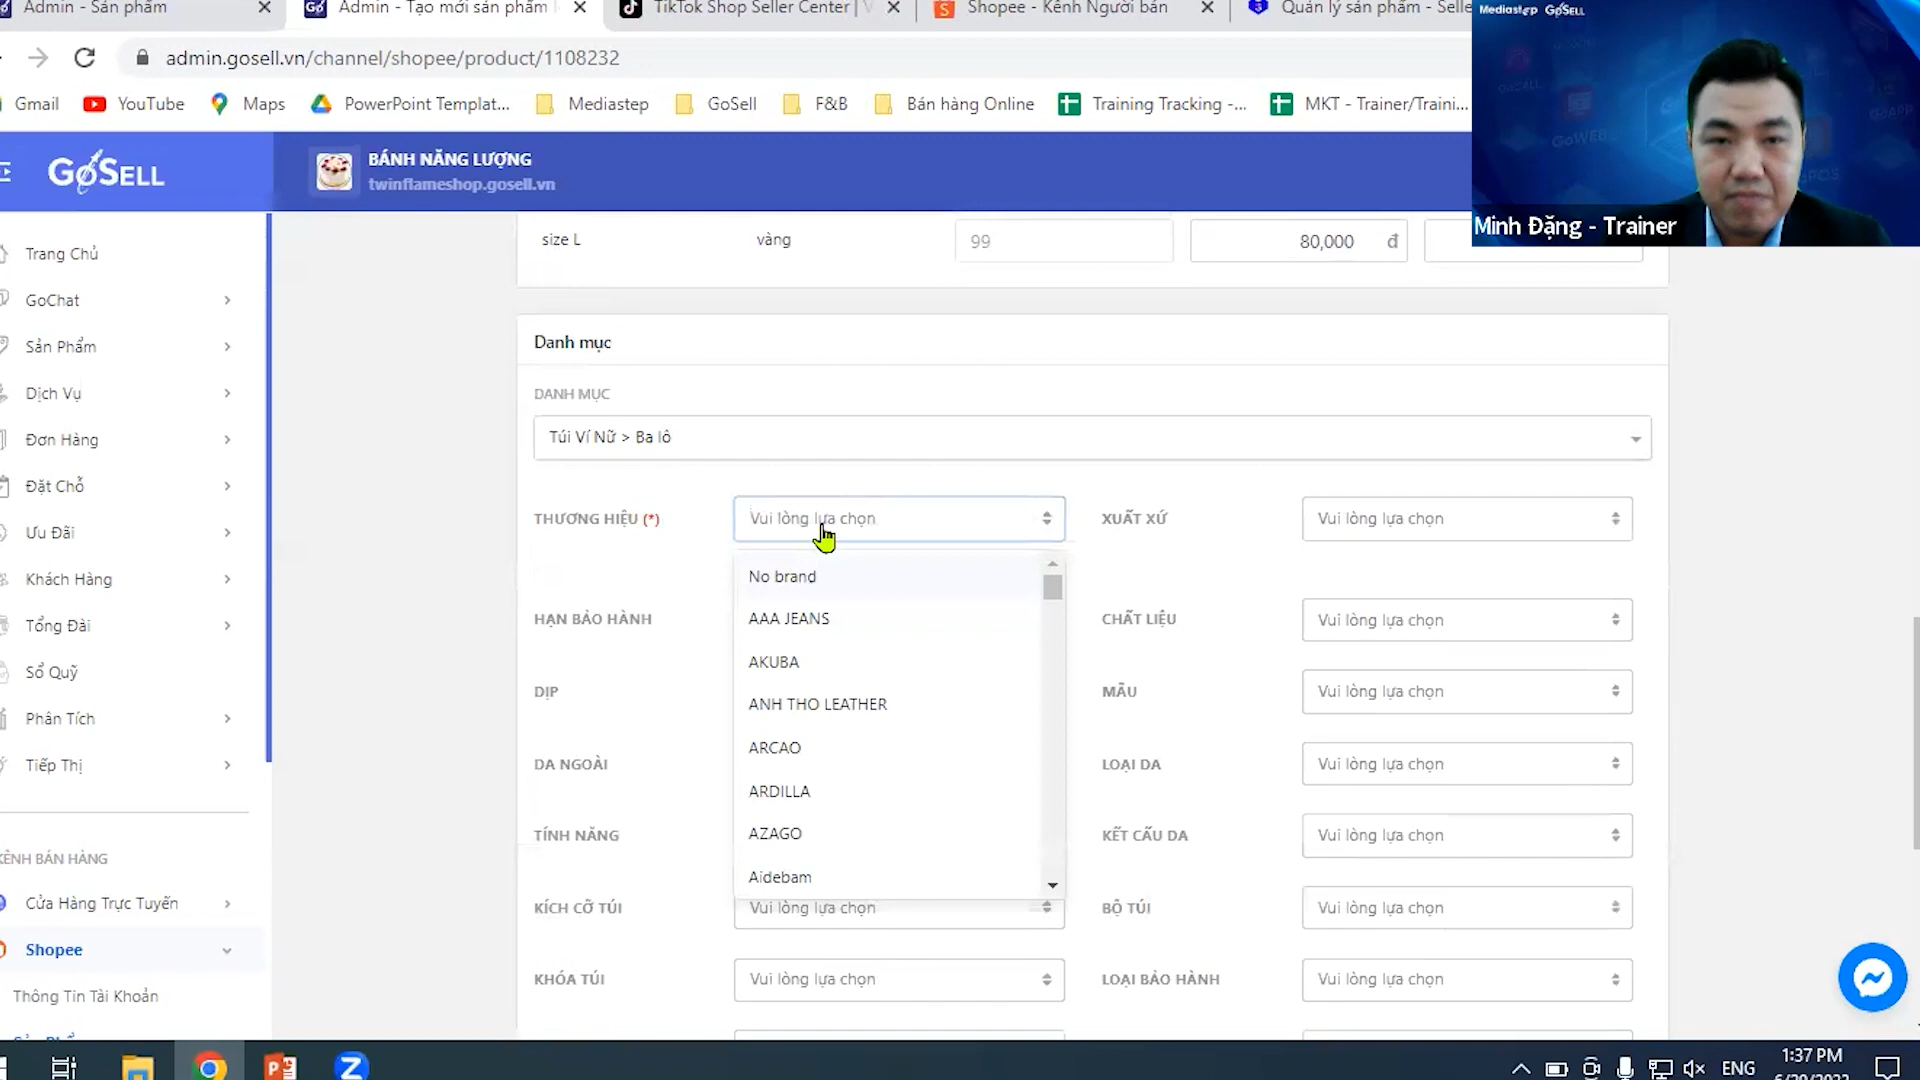 Admin - Sản phẩm
Admin - Tạo mới sản phẩm
TikTok Shop Seller Center | V
Shopee - Kênh Người bán
Quản lý sản phẩm - Selle
Mediastep GoSELL
admin.gosell.vn/channel/shopee/product/1108232
Gmail
YouTube
Maps
PowerPoint Templat...
Mediastep
GoSell
F&B
Bán hàng Online
Training Tracking -...
MKT - Trainer/Traini...
Minh Đặng - Trainer
GoSELL
BÁNH NĂNG LƯỢNG
twinflameshop.gosell.vn
Trang Chủ
GoChat
Sản Phẩm
Dịch Vụ
Đơn Hàng
Đặt Chỗ
Ưu Đãi
Khách Hàng
Tổng Đài
Sổ Quỹ
Phân Tích
Tiếp Thị
KÊNH BÁN HÀNG
Cửa Hàng Trực Tuyến
Shopee
Thông Tin Tài Khoản
size L
vàng
99
80,000 đ
Danh mục
DANH MỤC
Túi Ví Nữ > Ba lô
THƯƠNG HIỆU (*)
Vui lòng lựa chọn
XUẤT XỨ
Vui lòng lựa chọn
No brand
AAA JEANS
AKUBA
ANH THO LEATHER
ARCAO
ARDILLA
AZAGO
Aidebam
HẠN BẢO HÀNH
CHẤT LIỆU
Vui lòng lựa chọn
DỊP
MẪU
Vui lòng lựa chọn
DA NGOÀI
LOẠI DA
Vui lòng lựa chọn
TÍNH NĂNG
KẾT CẤU DA
Vui lòng lựa chọn
KÍCH CỠ TÚI
Vui lòng lựa chọn
BỘ TÚI
Vui lòng lựa chọn
KHÓA TÚI
Vui lòng lựa chọn
LOẠI BẢO HÀNH
Vui lòng lựa chọn
ENG
1:37 PM